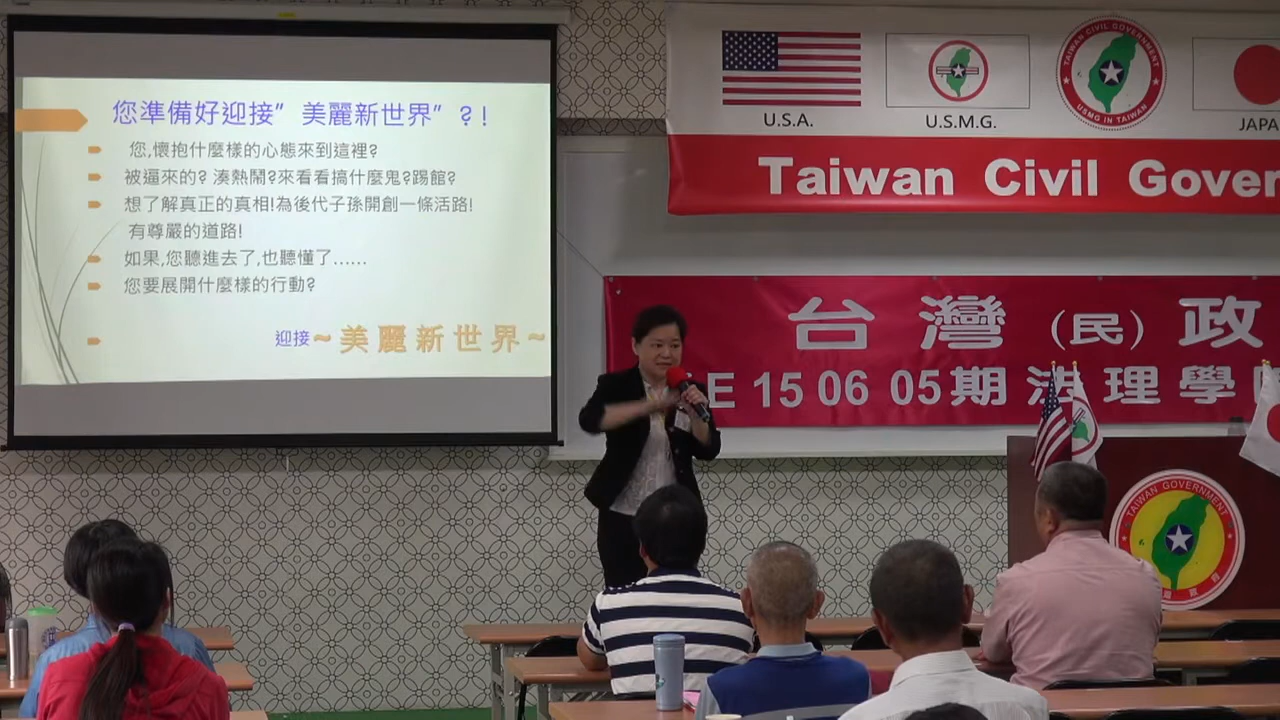 您準備好迎接”美麗新世界”?!
您,懷抱什麼樣的心態來到這裡?
被逼來的? 湊熱鬧?來看看搞什麼鬼?踢館?
想了解真正的真相!為後代子孫開創一條活路!
有尊嚴的道路!
如果,您聽進去了,也聽懂了……
您要展開什麼樣的行動?
迎接~美麗新世界~
U.S.A.
U.S.M.G.
TAIWAN CIVIL GOVERNMENT
USMG IN TAIWAN
JAPA
Taiwan Civil Gover
台灣(民)政
E 15 06 05期法理學
TAIWAN GOVERNMENT